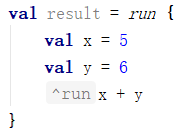 val result = run {
    val x = 5
    val y = 6
    ^run x + y
}